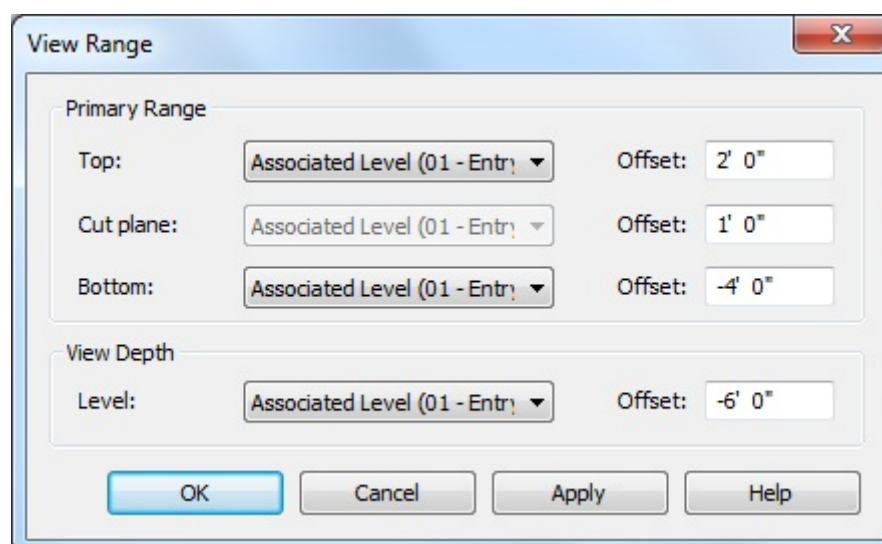 View Range
Primary Range
Top: Associated Level (01 - Entry Offset: 2' 0"
Cut plane: Associated Level (01 - Entry Offset: 1' 0"
Bottom: Associated Level (01 - Entry Offset: -4' 0"
View Depth
Level: Associated Level (01 - Entry Offset: -6' 0"
OK Cancel Apply Help